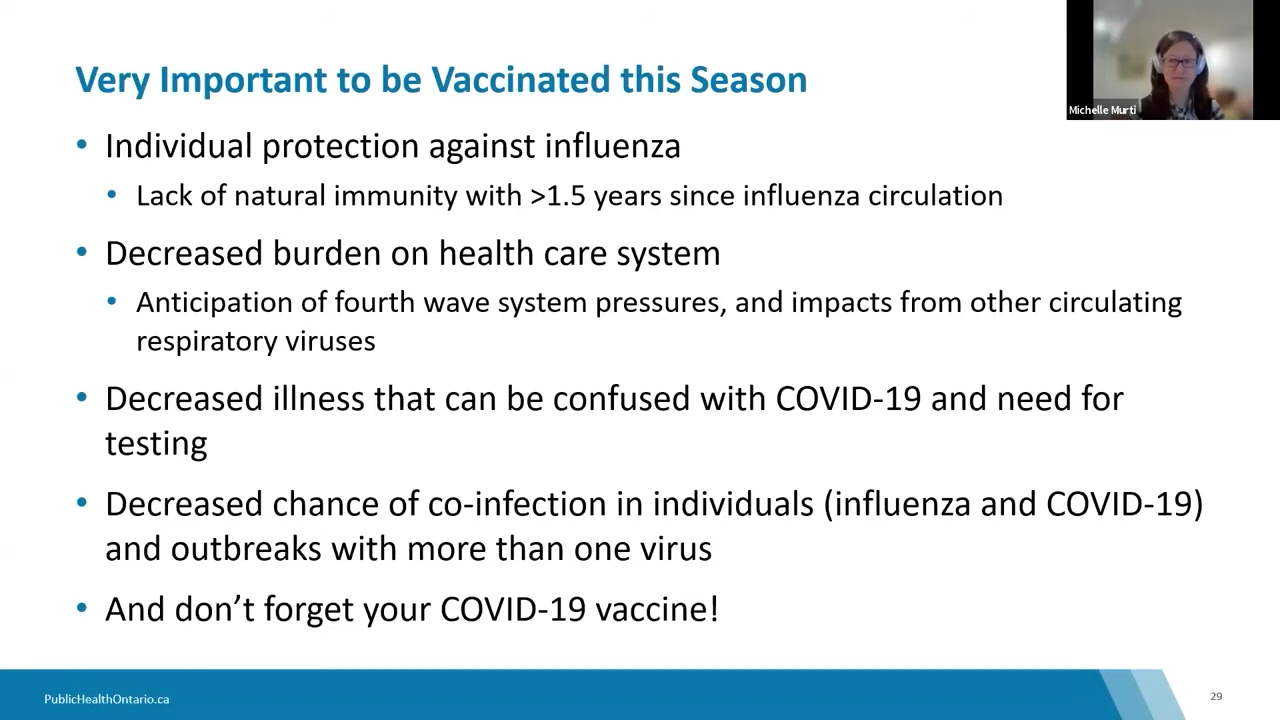 Very Important to be Vaccinated this Season
Michelle Murti
• Individual protection against influenza
• Lack of natural immunity with >1.5 years since influenza circulation
• Decreased burden on health care system
• Anticipation of fourth wave system pressures, and impacts from other circulating
respiratory viruses
• Decreased illness that can be confused with COVID-19 and need for
testing
• Decreased chance of co-infection in individuals (influenza and COVID-19)
and outbreaks with more than one virus
• And don’t forget your COVID-19 vaccine!
PublicHealthOntario.ca
29